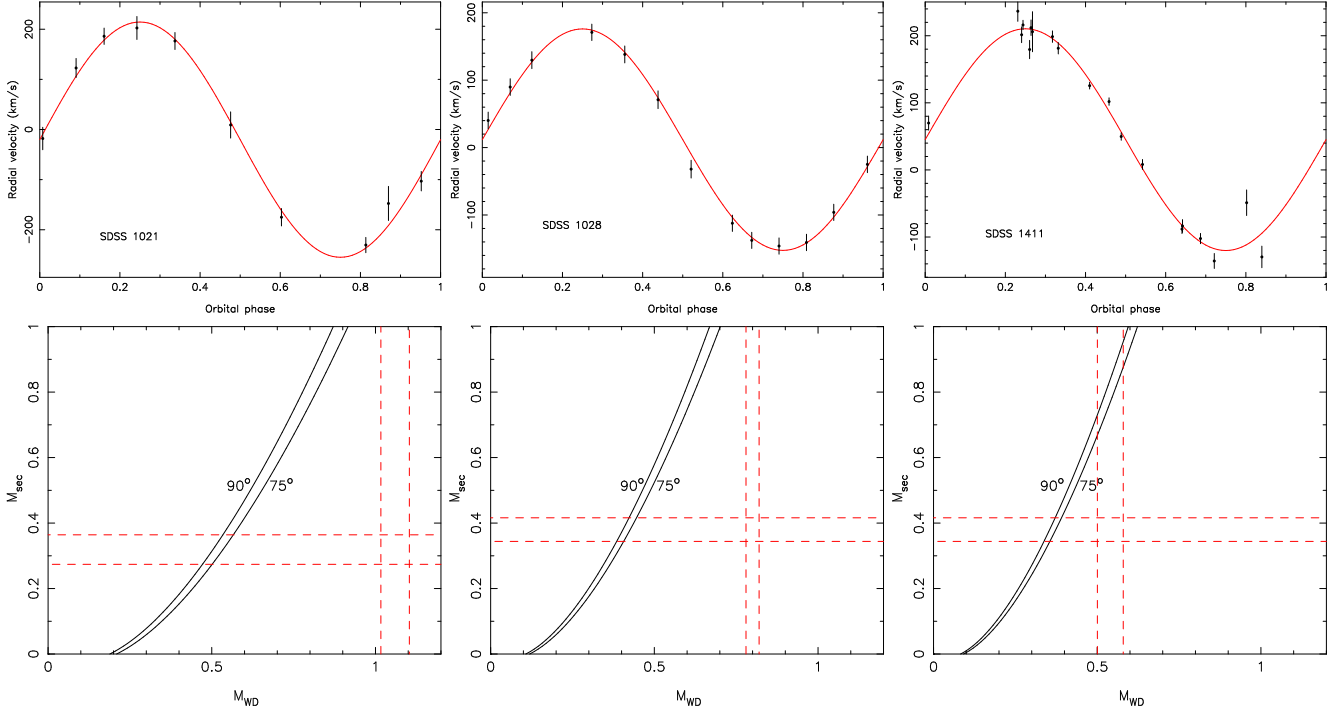 Radial velocity (km/s)
200
0
−200
SDSS 1021
0 0.2 0.4 0.6 0.8 1
Orbital phase
Radial velocity (km/s)
200
100
0
−100
SDSS 1028
0 0.2 0.4 0.6 0.8 1
Orbital phase
Radial velocity (km/s)
200
100
0
−100
SDSS 1411
0 0.2 0.4 0.6 0.8 1
Orbital phase
Msec
1
0.8
0.6
0.4
0.2
0
90° 75°
0 0.5 1
MWD
Msec
1
0.8
0.6
0.4
0.2
0
90° 75°
0 0.5 1
MWD
Msec
1
0.8
0.6
0.4
0.2
0
90° 75°
0 0.5 1
MWD